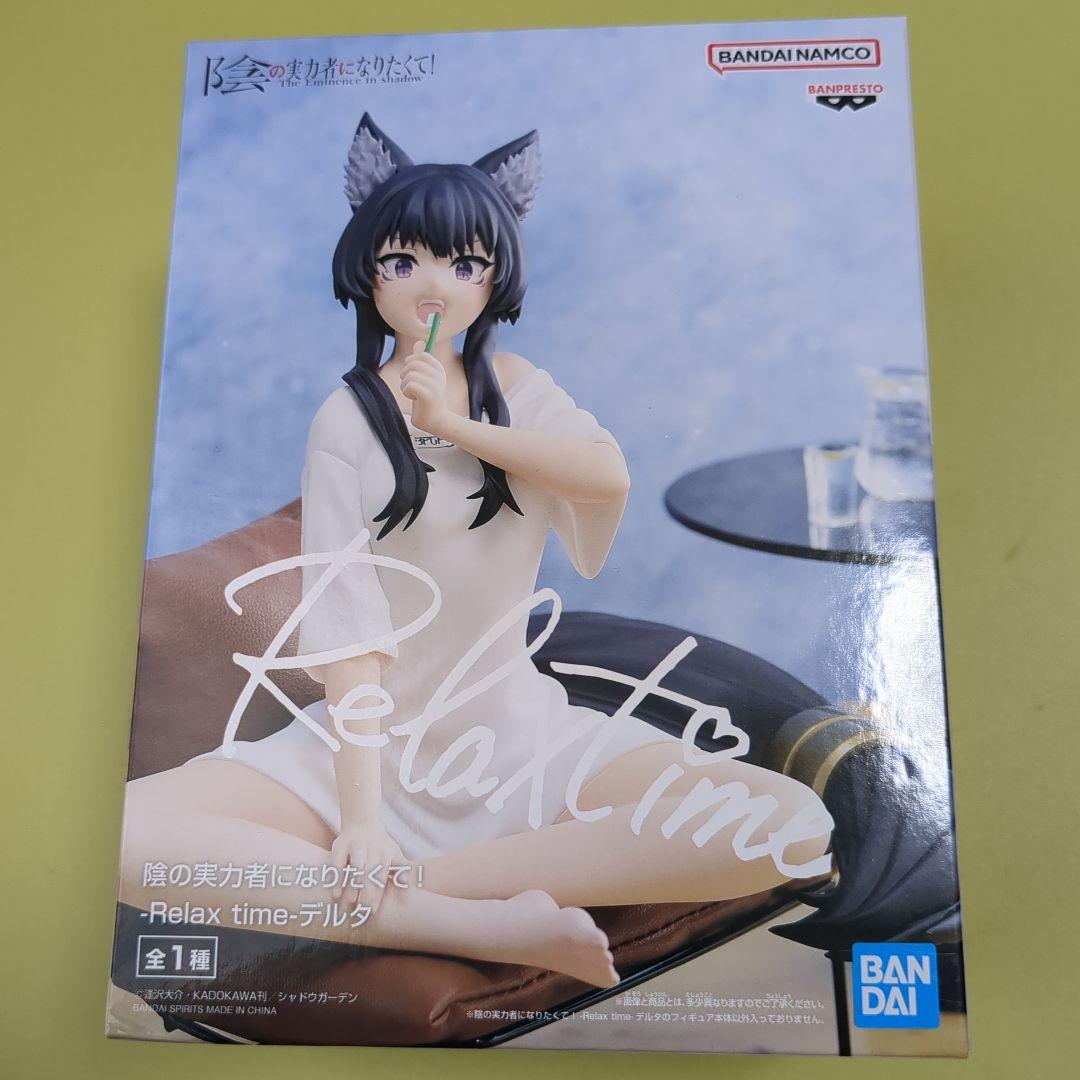 陰の実力者になりたくて!
The Eminence in shadow
BANDAI NAMCO
BANPRESTO
Relax time
陰の実力者になりたくて!
-Relax time-デルタ
全1種
©逢沢大介・KADOKAWA刊/シャドウガーデン
BANDAI SPIRITS MADE IN CHINA
※画像と商品とは、多少異なりますのでご了承ください。
※陰の実力者になりたくて! -Relax time- デルタのフィギュア本体以外入っておりません。
BAN
DAI